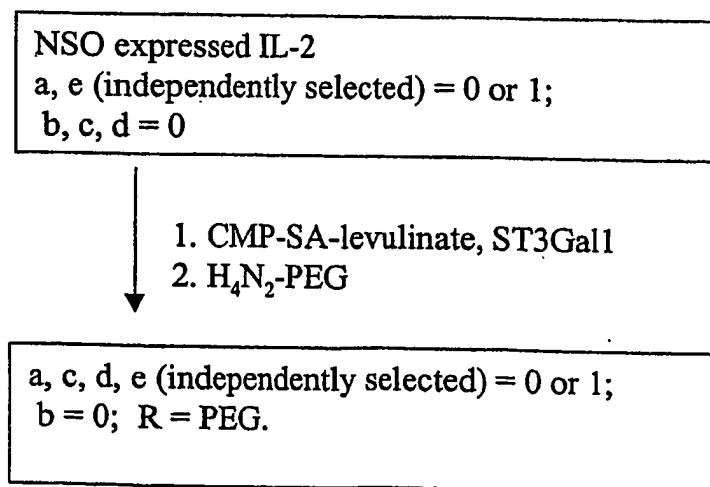 NSO expressed IL-2
a, e (independently selected) = 0 or 1;
b, c, d = 0
1. CMP-SA-levulinate, ST3Gal1
2. H₄N₂-PEG
a, c, d, e (independently selected) = 0 or 1;
b = 0; R = PEG.